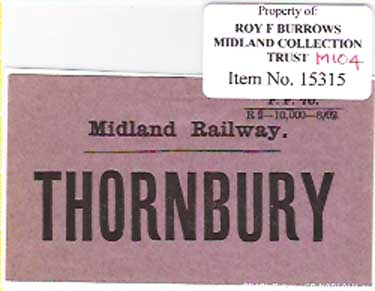 Property of:
ROY F BURROWS
MIDLAND COLLECTION
TRUST M104
Item No. 15315
R 2—10,000—8/02
Midland Railway.
THORNBURY